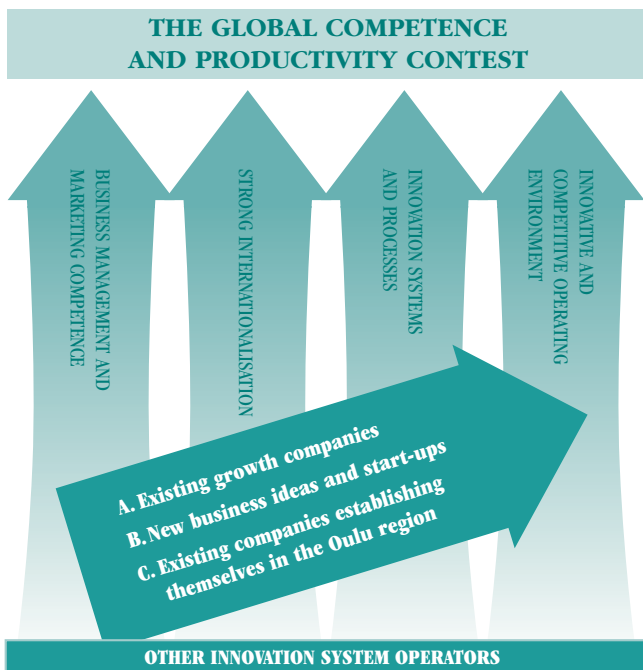 THE GLOBAL COMPETENCE
AND PRODUCTIVITY CONTEST
BUSINESS MANAGEMENT AND
MARKETING COMPETENCE
STRONG INTERNATIONALISATION
INNOVATION SYSTEMS
AND PROCESSES
INNOVATIVE AND
COMPETITIVE OPERATING
ENVIRONMENT
A. Existing growth companies
B. New business ideas and start-ups
C. Existing companies establishing
themselves in the Oulu region
OTHER INNOVATION SYSTEM OPERATORS